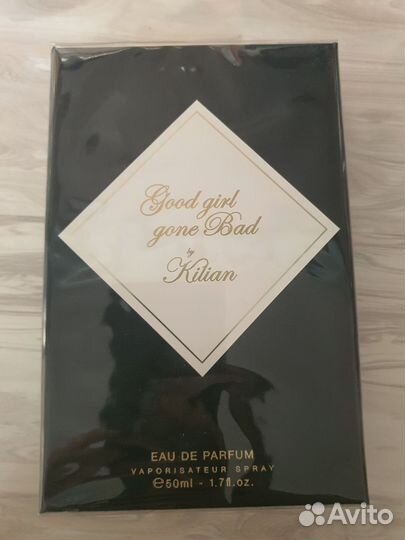 Good girl
gone Bad
by
Kilian
EAU DE PARFUM
VAPORISATEUR SPRAY
℮50ml - 1.7fl.oz.
Avito